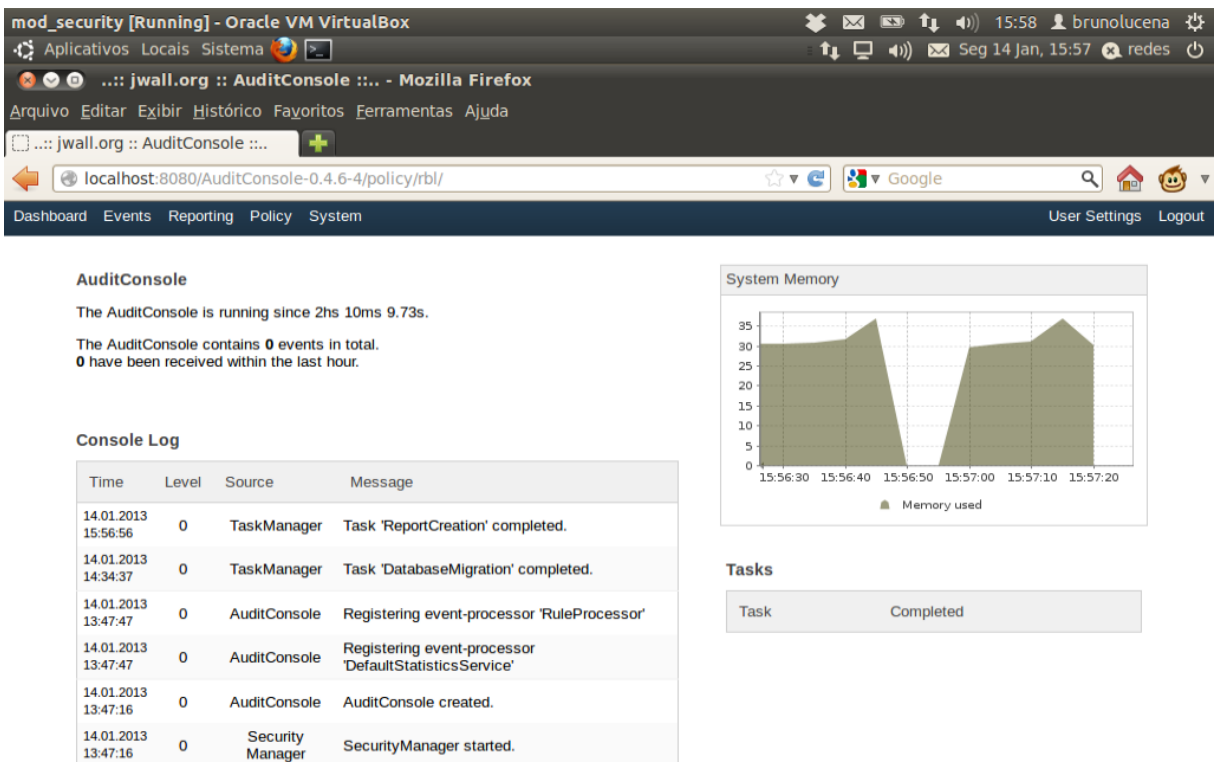 mod_security [Running] - Oracle VM VirtualBox
15:58 brunolucena
Aplicativos Locais Sistema
Seg 14 Jan, 15:57 redes
..:: jwall.org :: AuditConsole ::.. - Mozilla Firefox
Arquivo Editar Exibir Histórico Favoritos Ferramentas Ajuda
..:: jwall.org :: AuditConsole ::..
localhost:8080/AuditConsole-0.4.6-4/policy/rbl/
Google
Dashboard Events Reporting Policy System
User Settings Logout
AuditConsole
The AuditConsole is running since 2hs 10ms 9.73s.
The AuditConsole contains 0 events in total.
0 have been received within the last hour.
Console Log
Time Level Source Message
14.01.2013
15:56:56
0 TaskManager Task 'ReportCreation' completed.
14.01.2013
14:34:37
0 TaskManager Task 'DatabaseMigration' completed.
14.01.2013
13:47:47
0 AuditConsole Registering event-processor 'RuleProcessor'
14.01.2013
13:47:47
0 AuditConsole Registering event-processor
'DefaultStatisticsService'
14.01.2013
13:47:16
0 AuditConsole AuditConsole created.
14.01.2013
13:47:16
0 Security
Manager
SecurityManager started.
System Memory
35
30
25
20
15
10
5
0
15:56:30 15:56:40 15:56:50 15:57:00 15:57:10 15:57:20
Memory used
Tasks
Task Completed